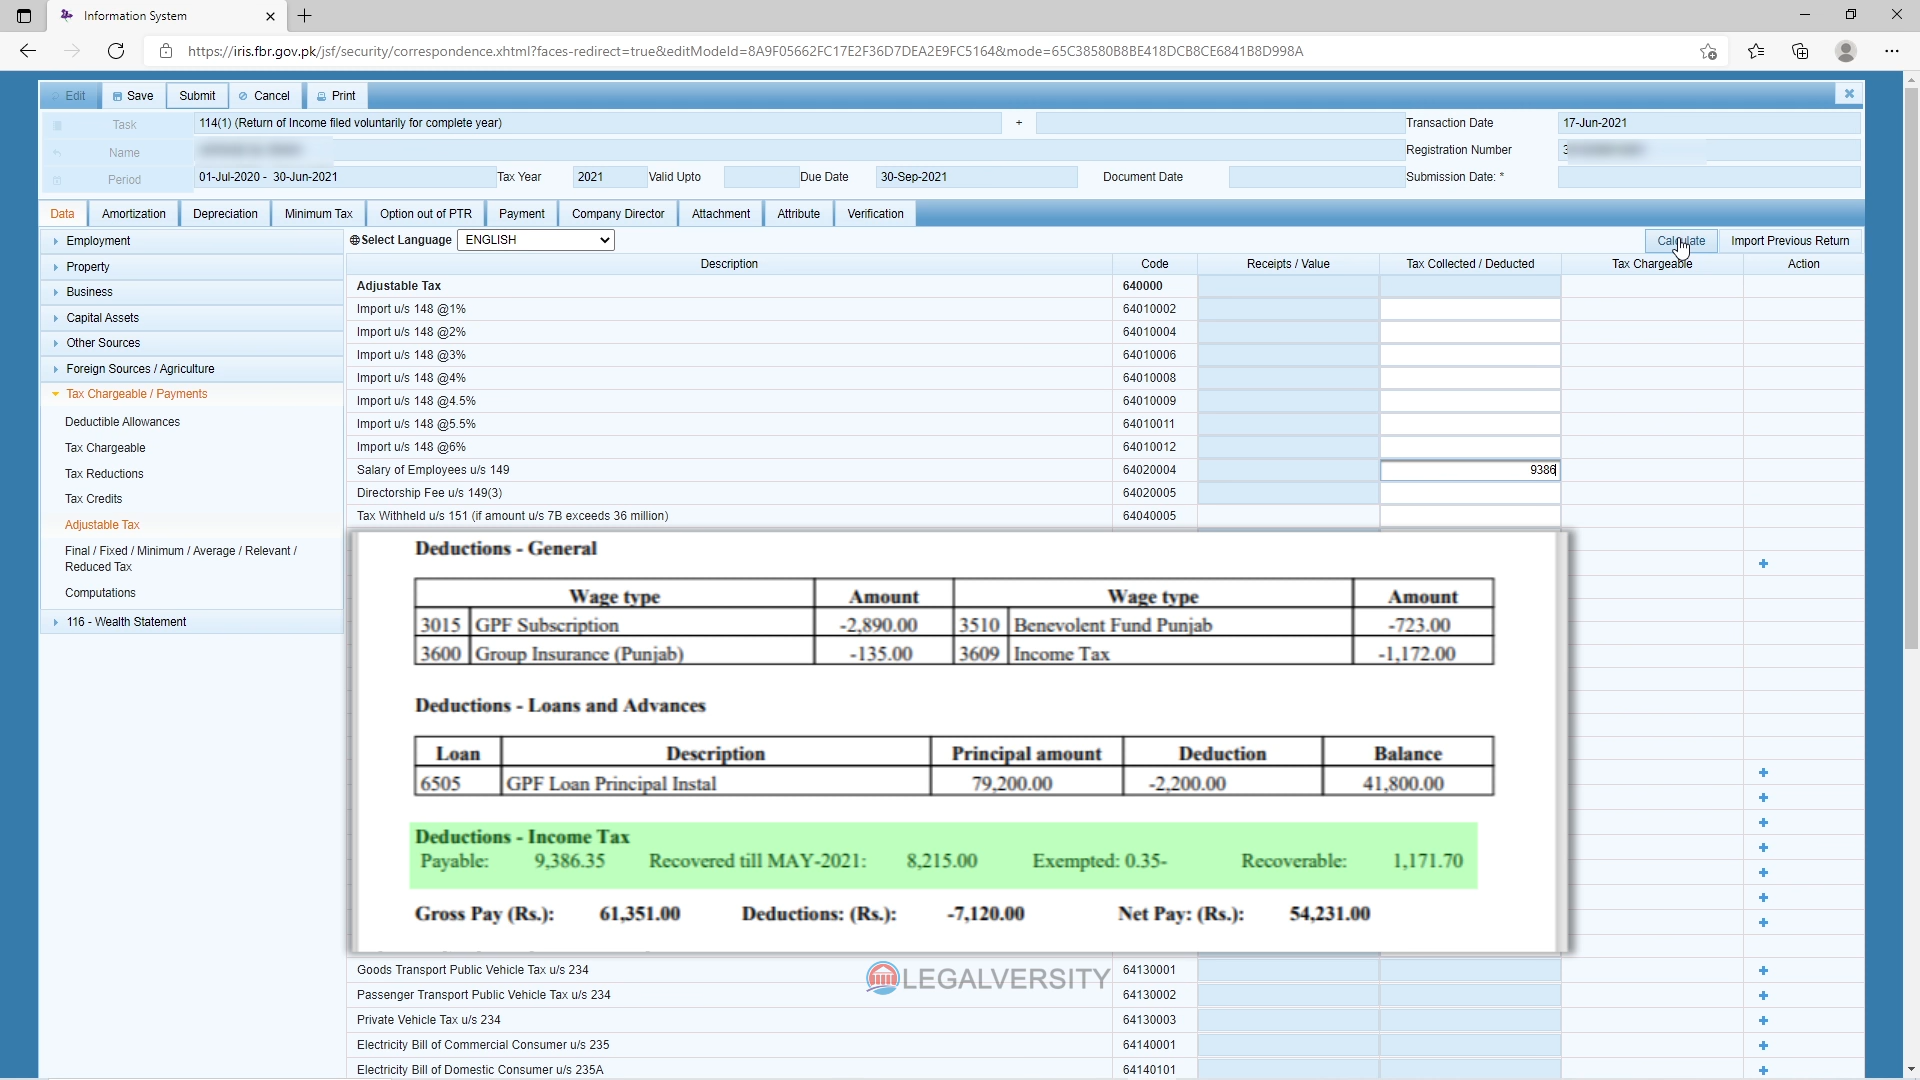 Information System
https://iris.fbr.gov.pk/jsf/security/correspondence.xhtml?faces-redirect=true&editModeId=8A9F05662FC17E2F36D7DEA2E9FC5164&mode=65C38580B8BE418DCB8CE6841B8D998A
Edit Save Submit Cancel Print
Task 114(1) (Return of Income filed voluntarily for complete year) + Transaction Date 17-Jun-2021
Name Registration Number 3
Period 01-Jul-2020 - 30-Jun-2021 Tax Year 2021 Valid Upto Due Date 30-Sep-2021 Document Date Submission Date: *
Data Amortization Depreciation Minimum Tax Option out of PTR Payment Company Director Attachment Attribute Verification
Employment
Property
Business
Capital Assets
Other Sources
Foreign Sources / Agriculture
Tax Chargeable / Payments
Deductible Allowances
Tax Chargeable
Tax Reductions
Tax Credits
Adjustable Tax
Final / Fixed / Minimum / Average / Relevant /
Reduced Tax
Computations
116 - Wealth Statement
Select Language ENGLISH Calculate Import Previous Return
Description Code Receipts / Value Tax Collected / Deducted Tax Chargeable Action
Adjustable Tax 640000
Import u/s 148 @1% 64010002
Import u/s 148 @2% 64010004
Import u/s 148 @3% 64010006
Import u/s 148 @4% 64010008
Import u/s 148 @4.5% 64010009
Import u/s 148 @5.5% 64010011
Import u/s 148 @6% 64010012
Salary of Employees u/s 149 64020004 9386
Directorship Fee u/s 149(3) 64020005
Tax Withheld u/s 151 (if amount u/s 7B exceeds 36 million) 64040005
Deductions - General
Wage type Amount Wage type Amount
3015 GPF Subscription -2,890.00 3510 Benevolent Fund Punjab -723.00
3600 Group Insurance (Punjab) -135.00 3609 Income Tax -1,172.00
Deductions - Loans and Advances
Loan Description Principal amount Deduction Balance
6505 GPF Loan Principal Instal 79,200.00 -2,200.00 41,800.00
Deductions - Income Tax
Payable: 9,386.35 Recovered till MAY-2021: 8,215.00 Exempted: 0.35- Recoverable: 1,171.70
Gross Pay (Rs.): 61,351.00 Deductions: (Rs.): -7,120.00 Net Pay: (Rs.): 54,231.00
Goods Transport Public Vehicle Tax u/s 234 64130001
LEGALVERSITY
Passenger Transport Public Vehicle Tax u/s 234 64130002
Private Vehicle Tax u/s 234 64130003
Electricity Bill of Commercial Consumer u/s 235 64140001
Electricity Bill of Domestic Consumer u/s 235A 64140101